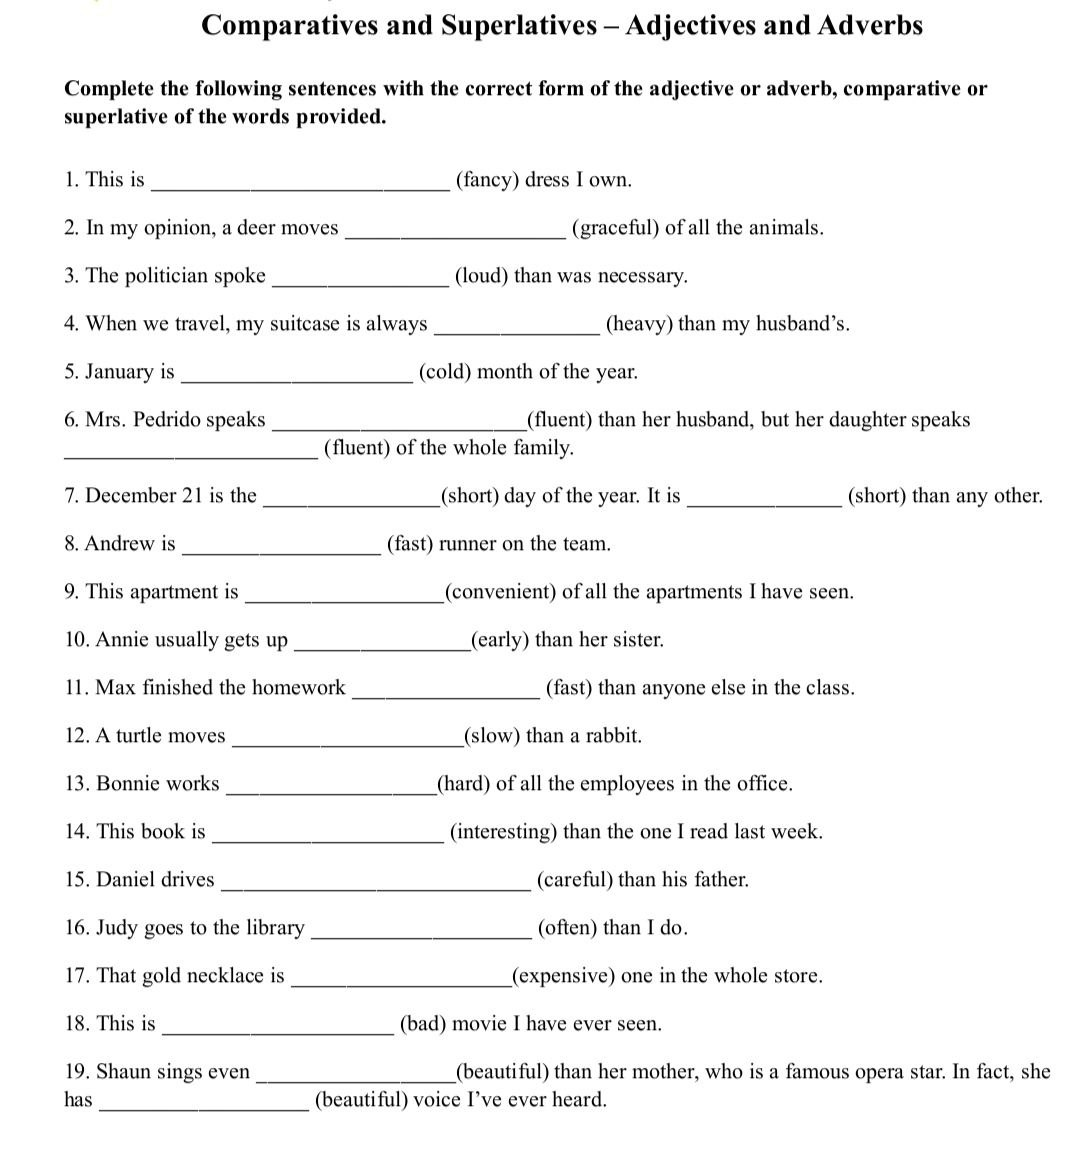 Comparatives and Superlatives – Adjectives and Adverbs
Complete the following sentences with the correct form of the adjective or adverb, comparative or
superlative of the words provided.
1. This is ___________________________ (fancy) dress I own.
2. In my opinion, a deer moves ____________________ (graceful) of all the animals.
3. The politician spoke ________________ (loud) than was necessary.
4. When we travel, my suitcase is always _______________ (heavy) than my husband’s.
5. January is _____________________ (cold) month of the year.
6. Mrs. Pedrido speaks _______________________(fluent) than her husband, but her daughter speaks
_______________________ (fluent) of the whole family.
7. December 21 is the ________________(short) day of the year. It is ______________ (short) than any other.
8. Andrew is __________________ (fast) runner on the team.
9. This apartment is __________________(convenient) of all the apartments I have seen.
10. Annie usually gets up ________________(early) than her sister.
11. Max finished the homework _________________ (fast) than anyone else in the class.
12. A turtle moves _____________________(slow) than a rabbit.
13. Bonnie works ___________________(hard) of all the employees in the office.
14. This book is _____________________ (interesting) than the one I read last week.
15. Daniel drives ____________________________ (careful) than his father.
16. Judy goes to the library ____________________ (often) than I do.
17. That gold necklace is ____________________(expensive) one in the whole store.
18. This is _____________________ (bad) movie I have ever seen.
19. Shaun sings even __________________(beautiful) than her mother, who is a famous opera star. In fact, she
has ___________________ (beautiful) voice I’ve ever heard.